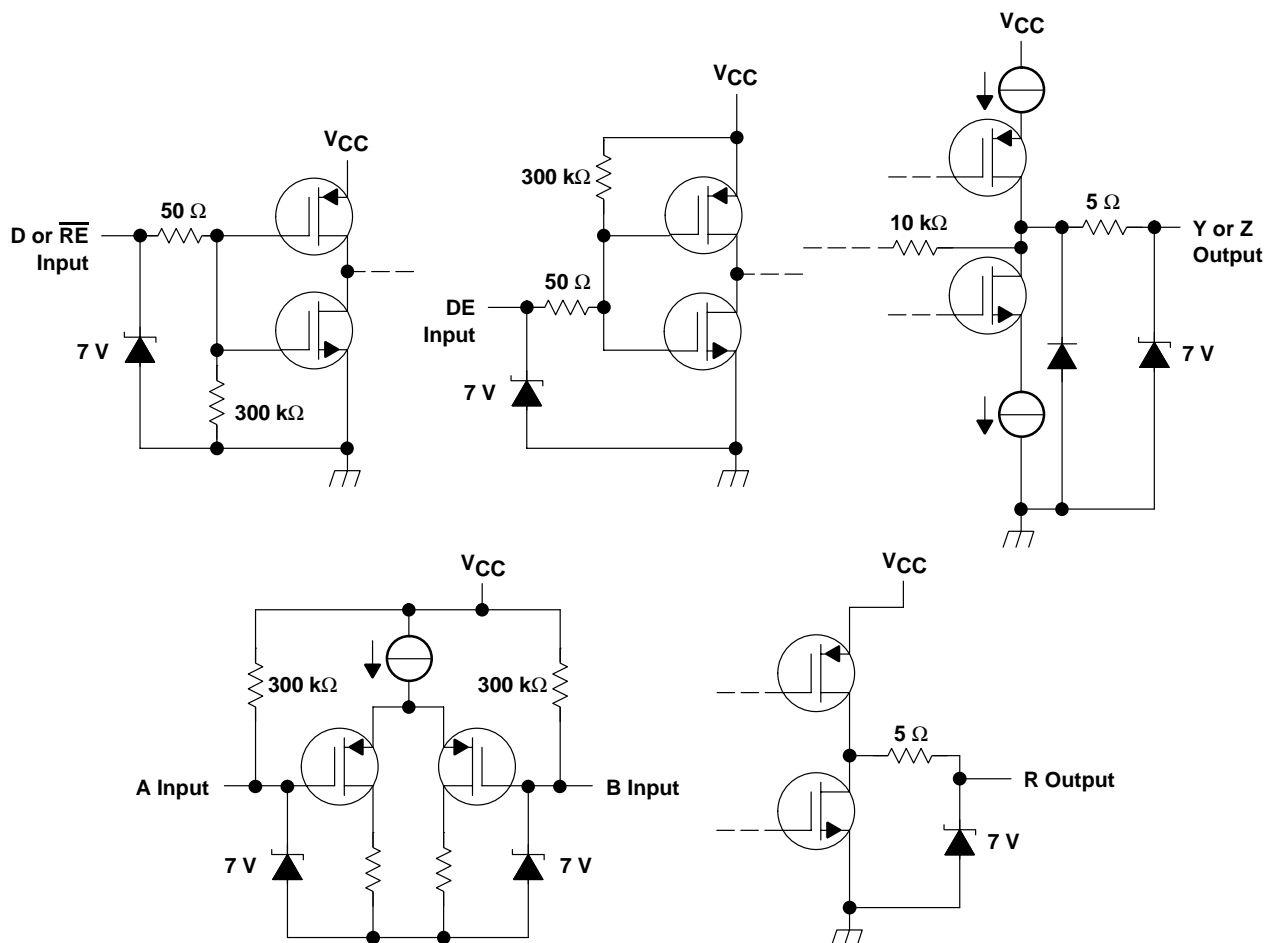 VCC
50 Ω
D or RE
Input
7 V
300 kΩ
VCC
300 kΩ
50 Ω
DE
Input
7 V
VCC
10 kΩ
5 Ω
Y or Z
Output
7 V
VCC
300 kΩ
300 kΩ
A Input
B Input
7 V
7 V
VCC
5 Ω
R Output
7 V